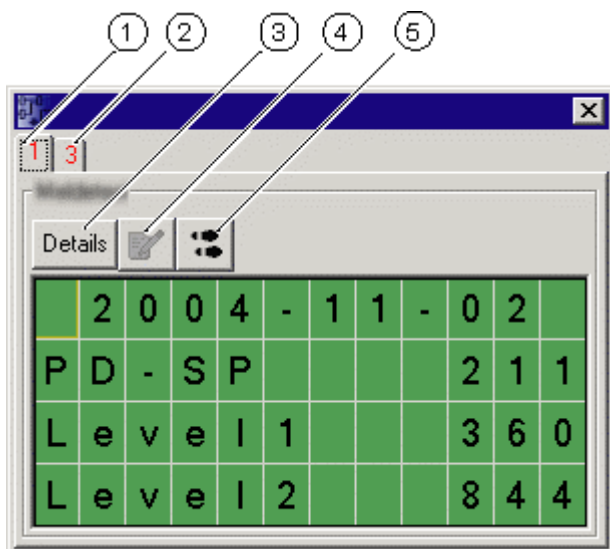 1 2 3 4 5
1 3
Details
2004-11-02
PD-SP 211
Level1 360
Level2 844